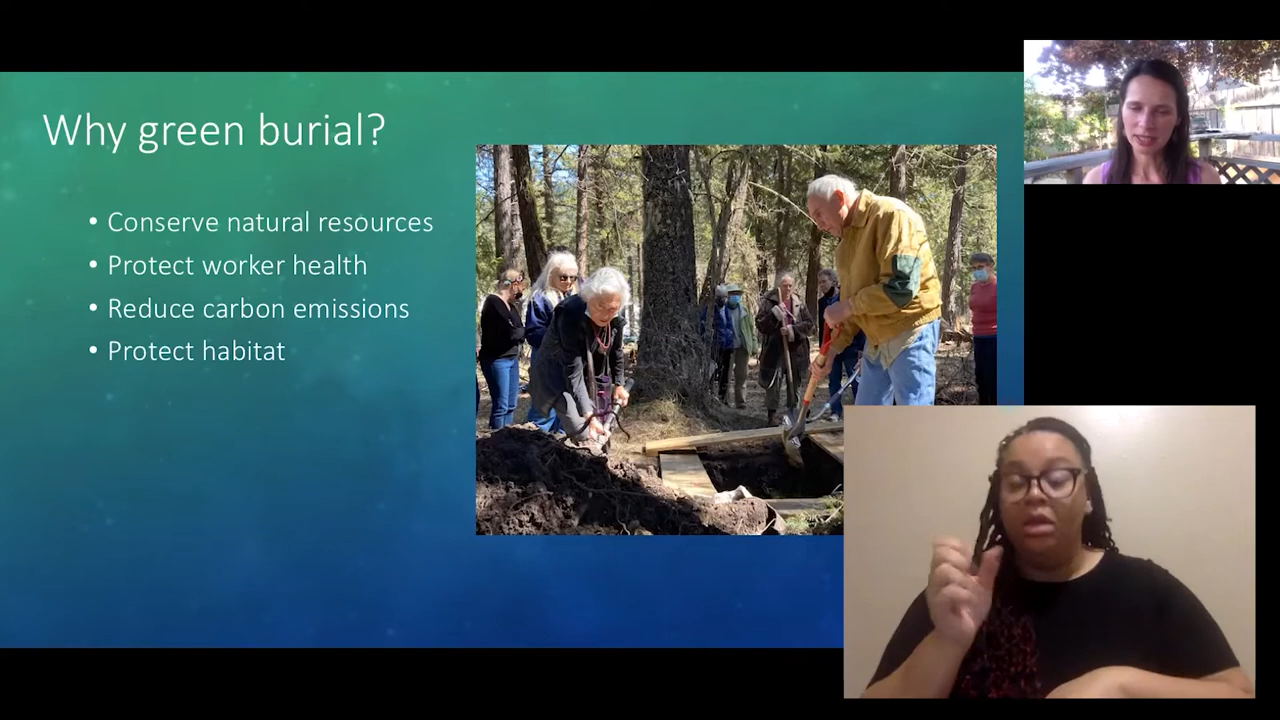 Why green burial?
• Conserve natural resources
• Protect worker health
• Reduce carbon emissions
• Protect habitat